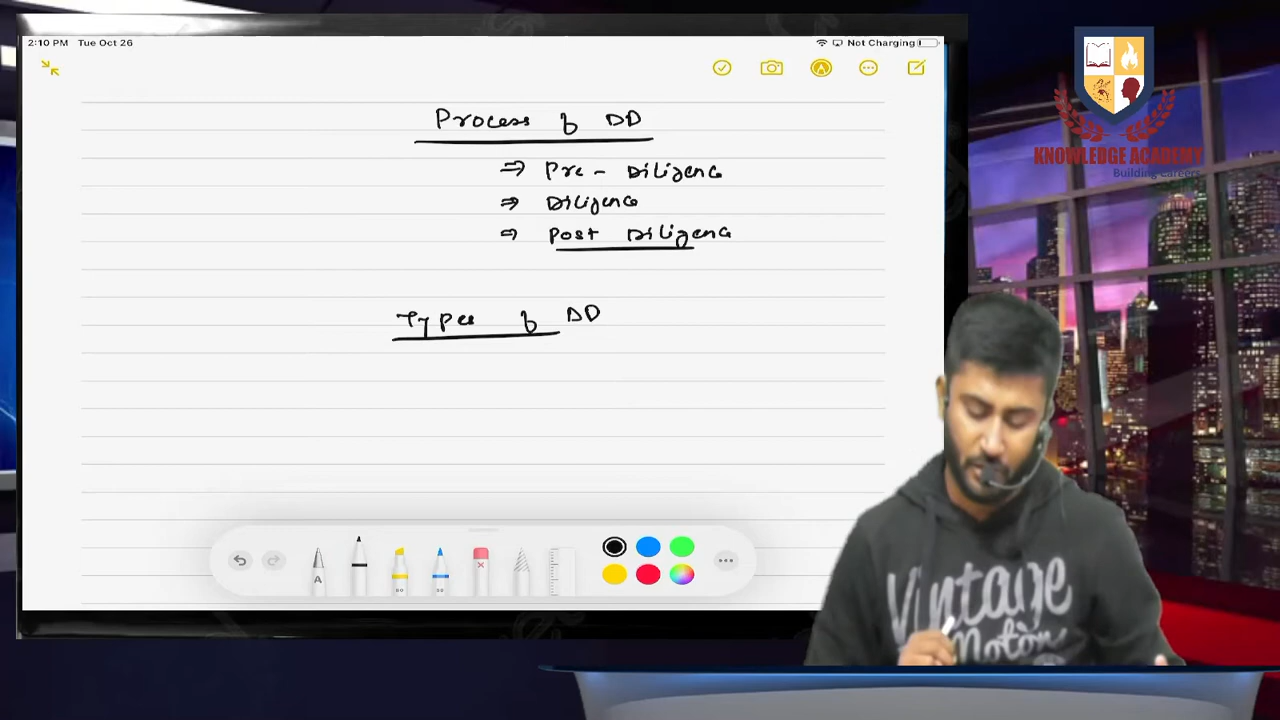 2:10 PM Tue Oct 26
Not Charging
Process of DD
⇒ Pre - Diligence
⇒ Diligence
⇒ Post Diligence
Types of DD
A
KNOWLEDGE ACADEMY
Building Careers
Vintage
Motor